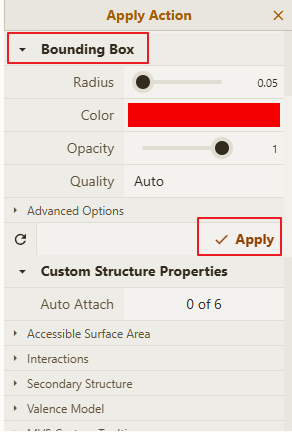 Apply Action ×
Bounding Box
Radius 0.05
Color
Opacity 1
Quality Auto
Advanced Options
Apply
Custom Structure Properties
Auto Attach 0 of 6
Accessible Surface Area
Interactions
Secondary Structure
Valence Model